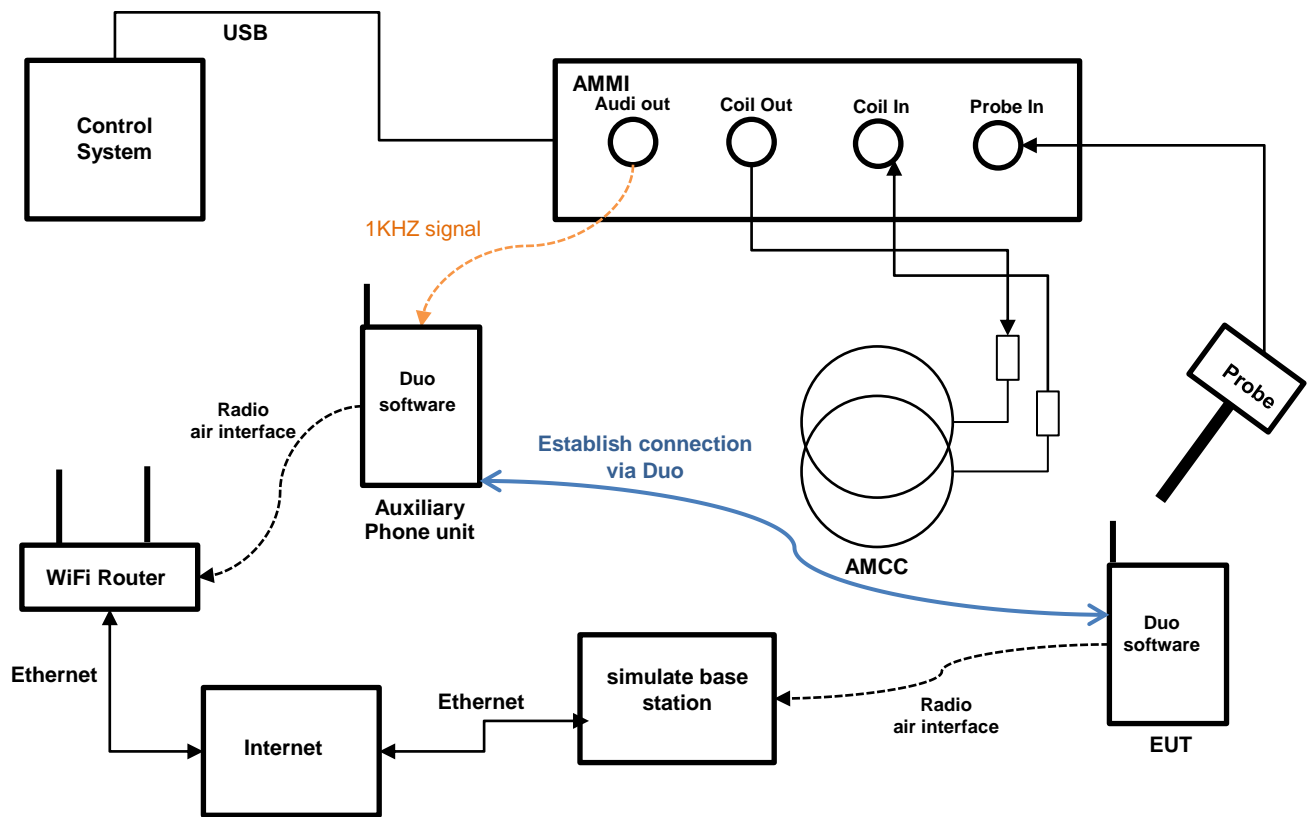 USB
Control
System
AMMI
Audi out
Coil Out
Coil In
Probe In
1KHZ signal
Probe
Duo
software
Radio
air interface
Establish connection
via Duo
Auxiliary
Phone unit
AMCC
WiFi Router
Duo
software
Ethernet
simulate base
station
Ethernet
Radio
air interface
Internet
EUT